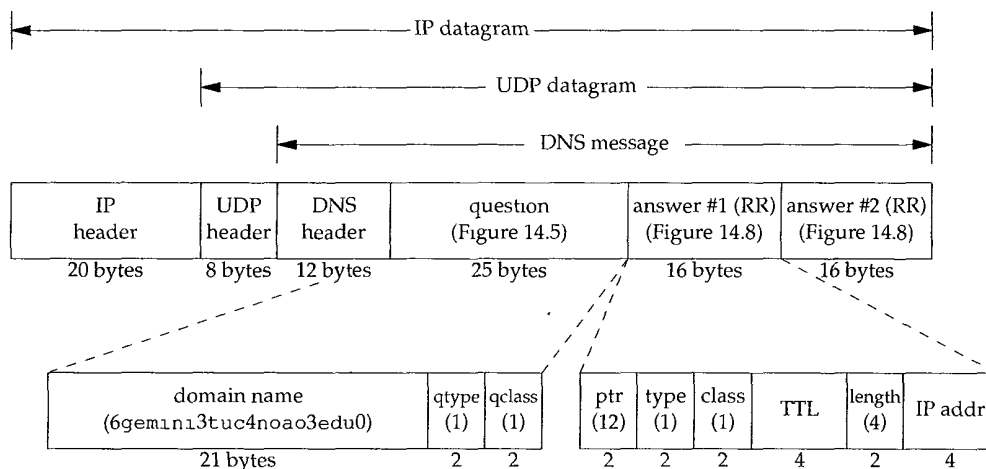 IP datagram
UDP datagram
DNS message
IP header
UDP header
DNS header
question (Figure 14.5)
answer #1 (RR) (Figure 14.8)
answer #2 (RR) (Figure 14.8)
20 bytes
8 bytes
12 bytes
25 bytes
16 bytes
16 bytes
domain name (6gemini3tuc4noao3edu0)
qtype (1)
qclass (1)
ptr (12)
type (1)
class (1)
TTL
length (4)
IP addr
21 bytes
2
2
2
2
2
4
2
4